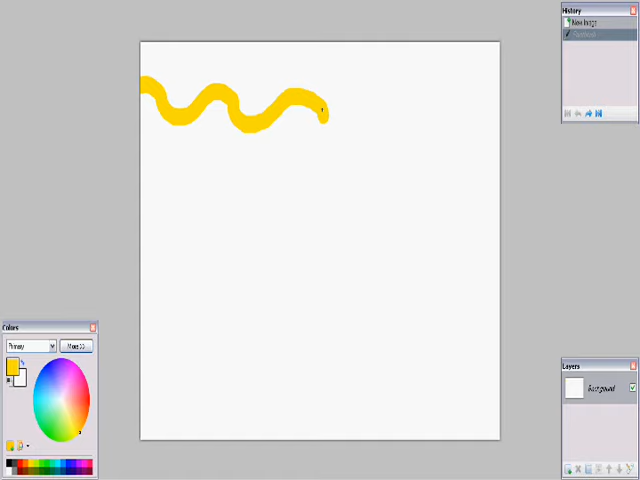 History
New Image
Colors
Primary
More >>
Layers
Background